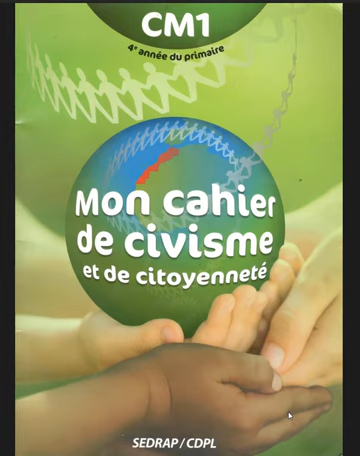 CM1
4e année du primaire
Mon cahier
de civisme
et de citoyenneté
SEDRAP / CDPL